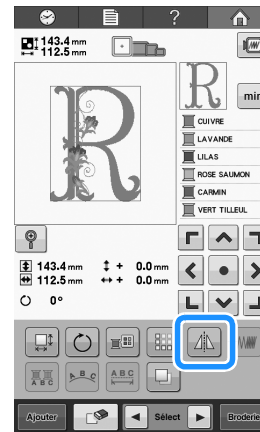 ?
143.4 mm
112.5 mm
R
R
min
CUIVRE
LAVANDE
LILAS
ROSE SAUMON
CARMIN
VERT TILLEUL
143.4 mm + 0.0 mm
112.5 mm + 0.0 mm
0°
A B C
A B C
A B C
Ajouter
Sélect
Broderie